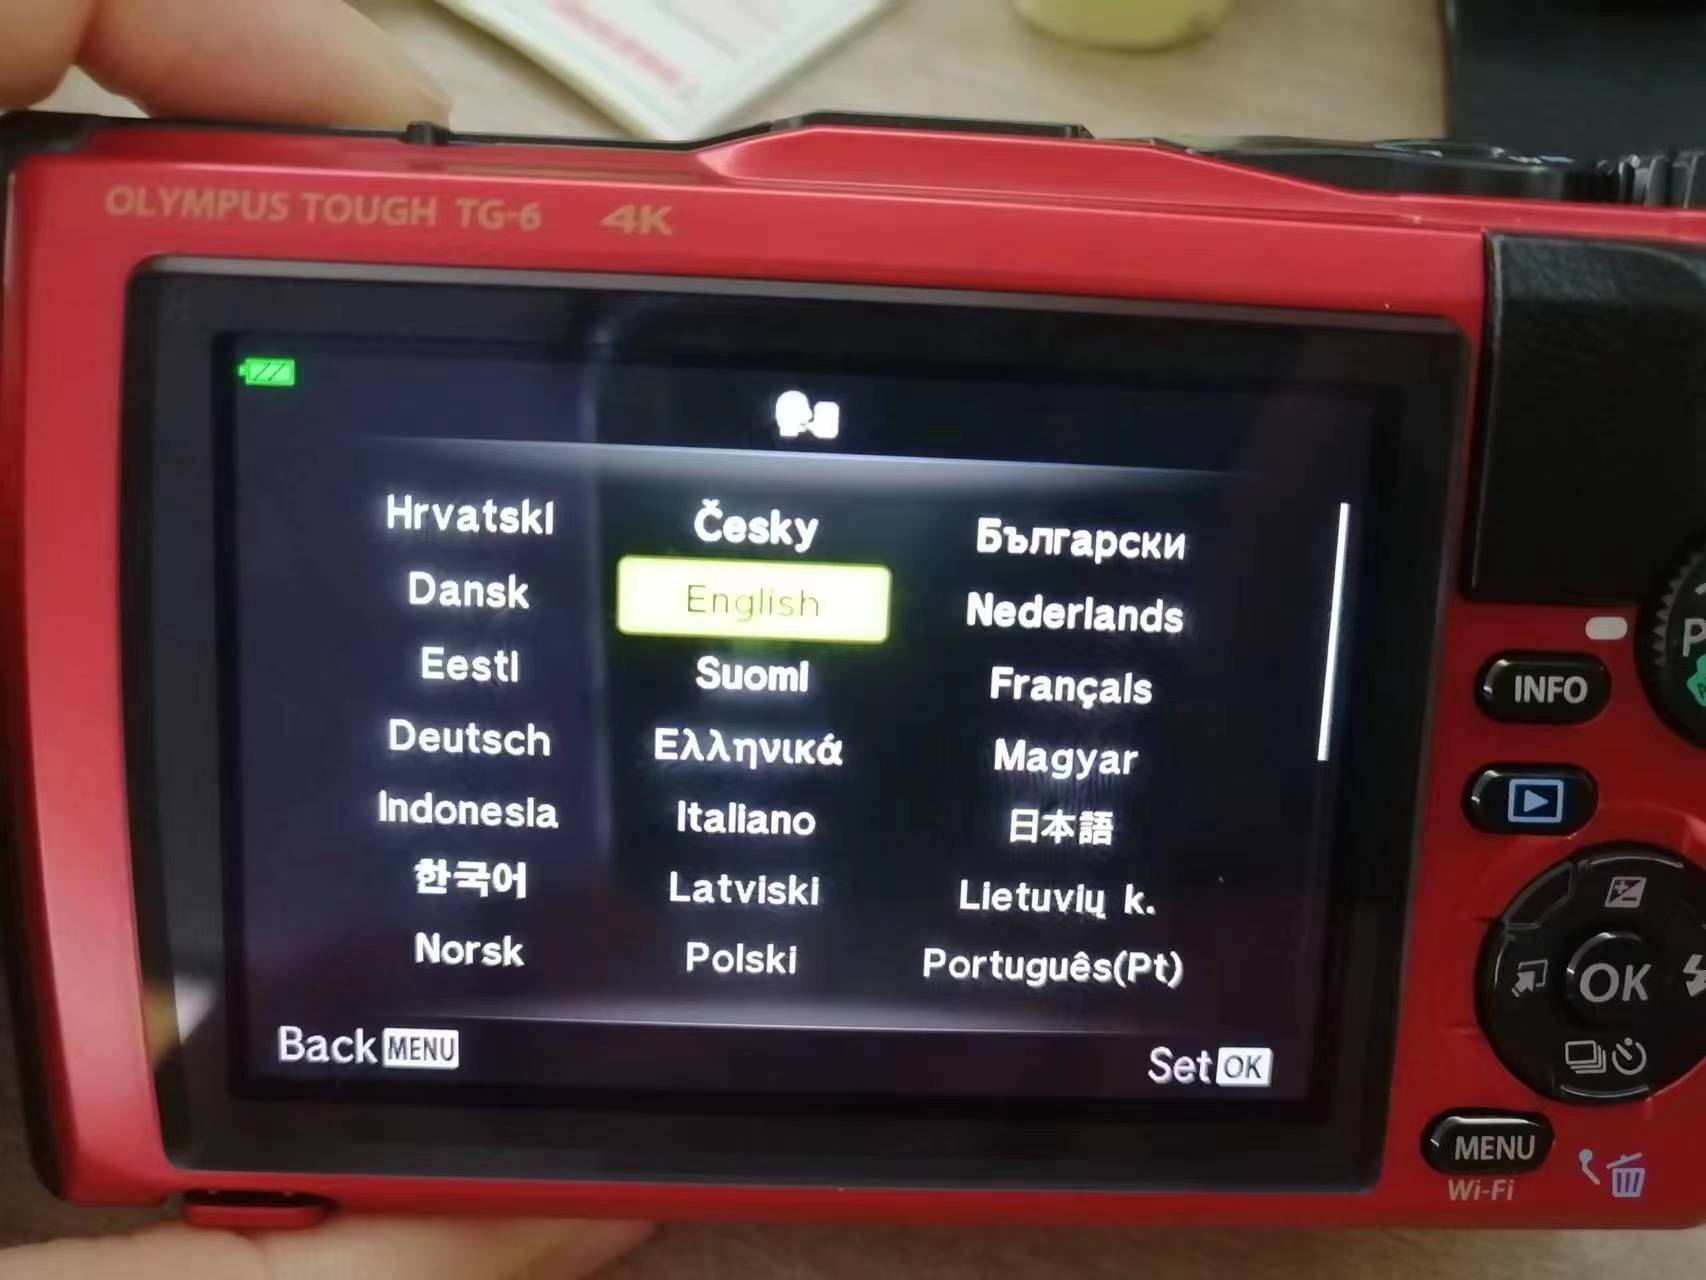 OLYMPUS TOUGH TG-6 4K
Hrvatski Česky Български
Dansk English Nederlands
Eesti Suomi Français
Deutsch Ελληνικά Magyar
Indonesia Italiano 日本語
한국어 Latviski Lietuvių k.
Norsk Polski Português(Pt)
Back MENU
Set OK
P
INFO
OK
MENU
Wi-Fi